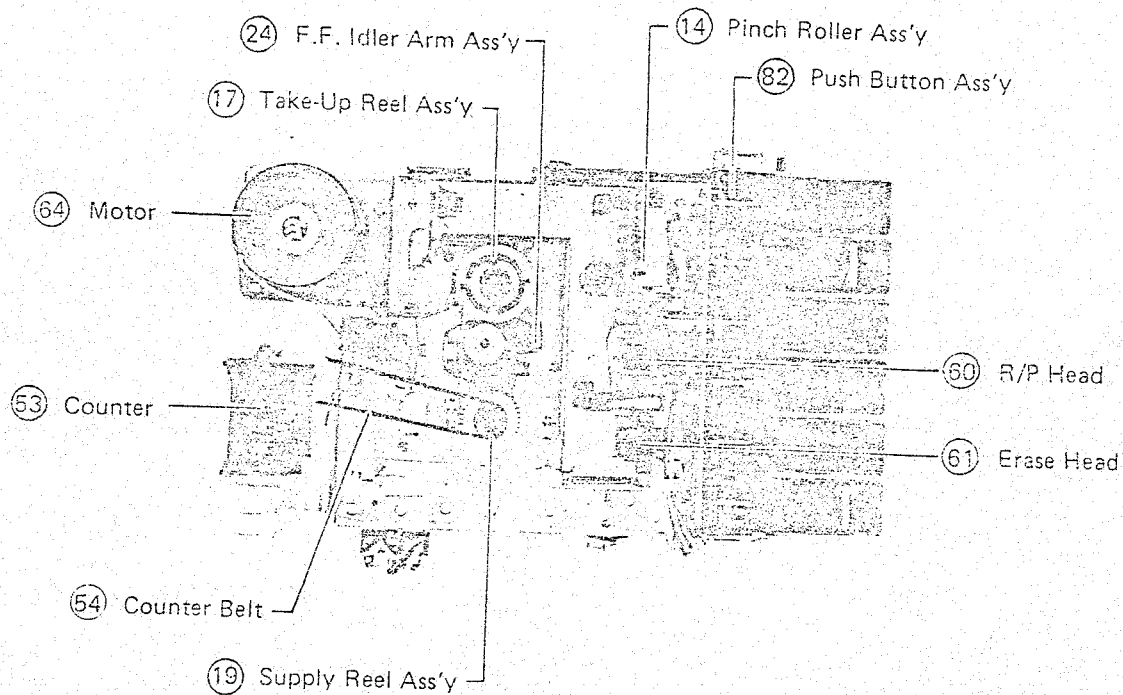 24 F.F. Idler Arm Ass'y
14 Pinch Roller Ass'y
82 Push Button Ass'y
17 Take-Up Reel Ass'y
64 Motor
60 R/P Head
53 Counter
61 Erase Head
54 Counter Belt
19 Supply Reel Ass'y